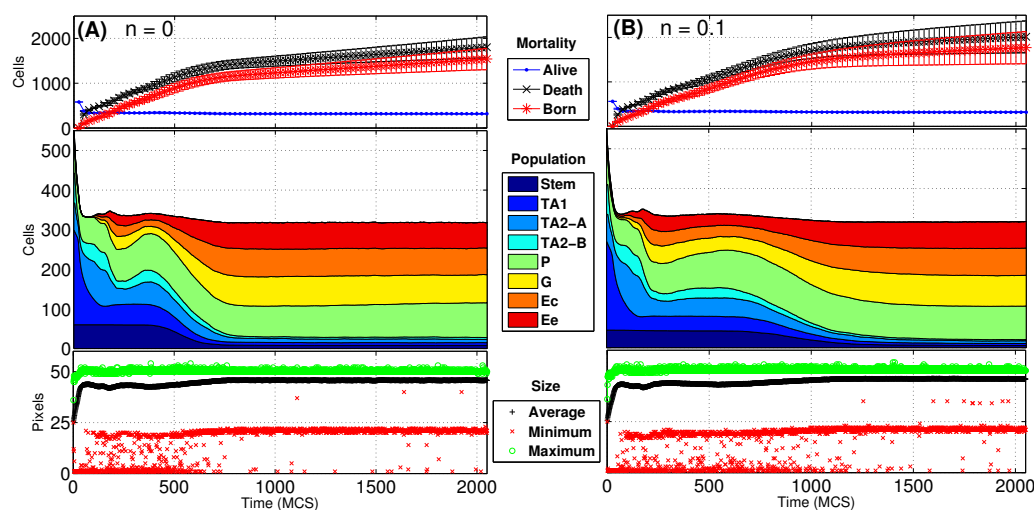 (A) n = 0
(B) n = 0.1
2000
1000
0
Cells
Mortality
Alive
Death
Born
500
400
300
200
100
0
Cells
Population
Stem
TA1
TA2-A
TA2-B
P
G
Ec
Ee
50
25
0
Pixels
Size
Average
Minimum
Maximum
0 500 1000 1500 2000
Time (MCS)
0 500 1000 1500 2000
Time (MCS)